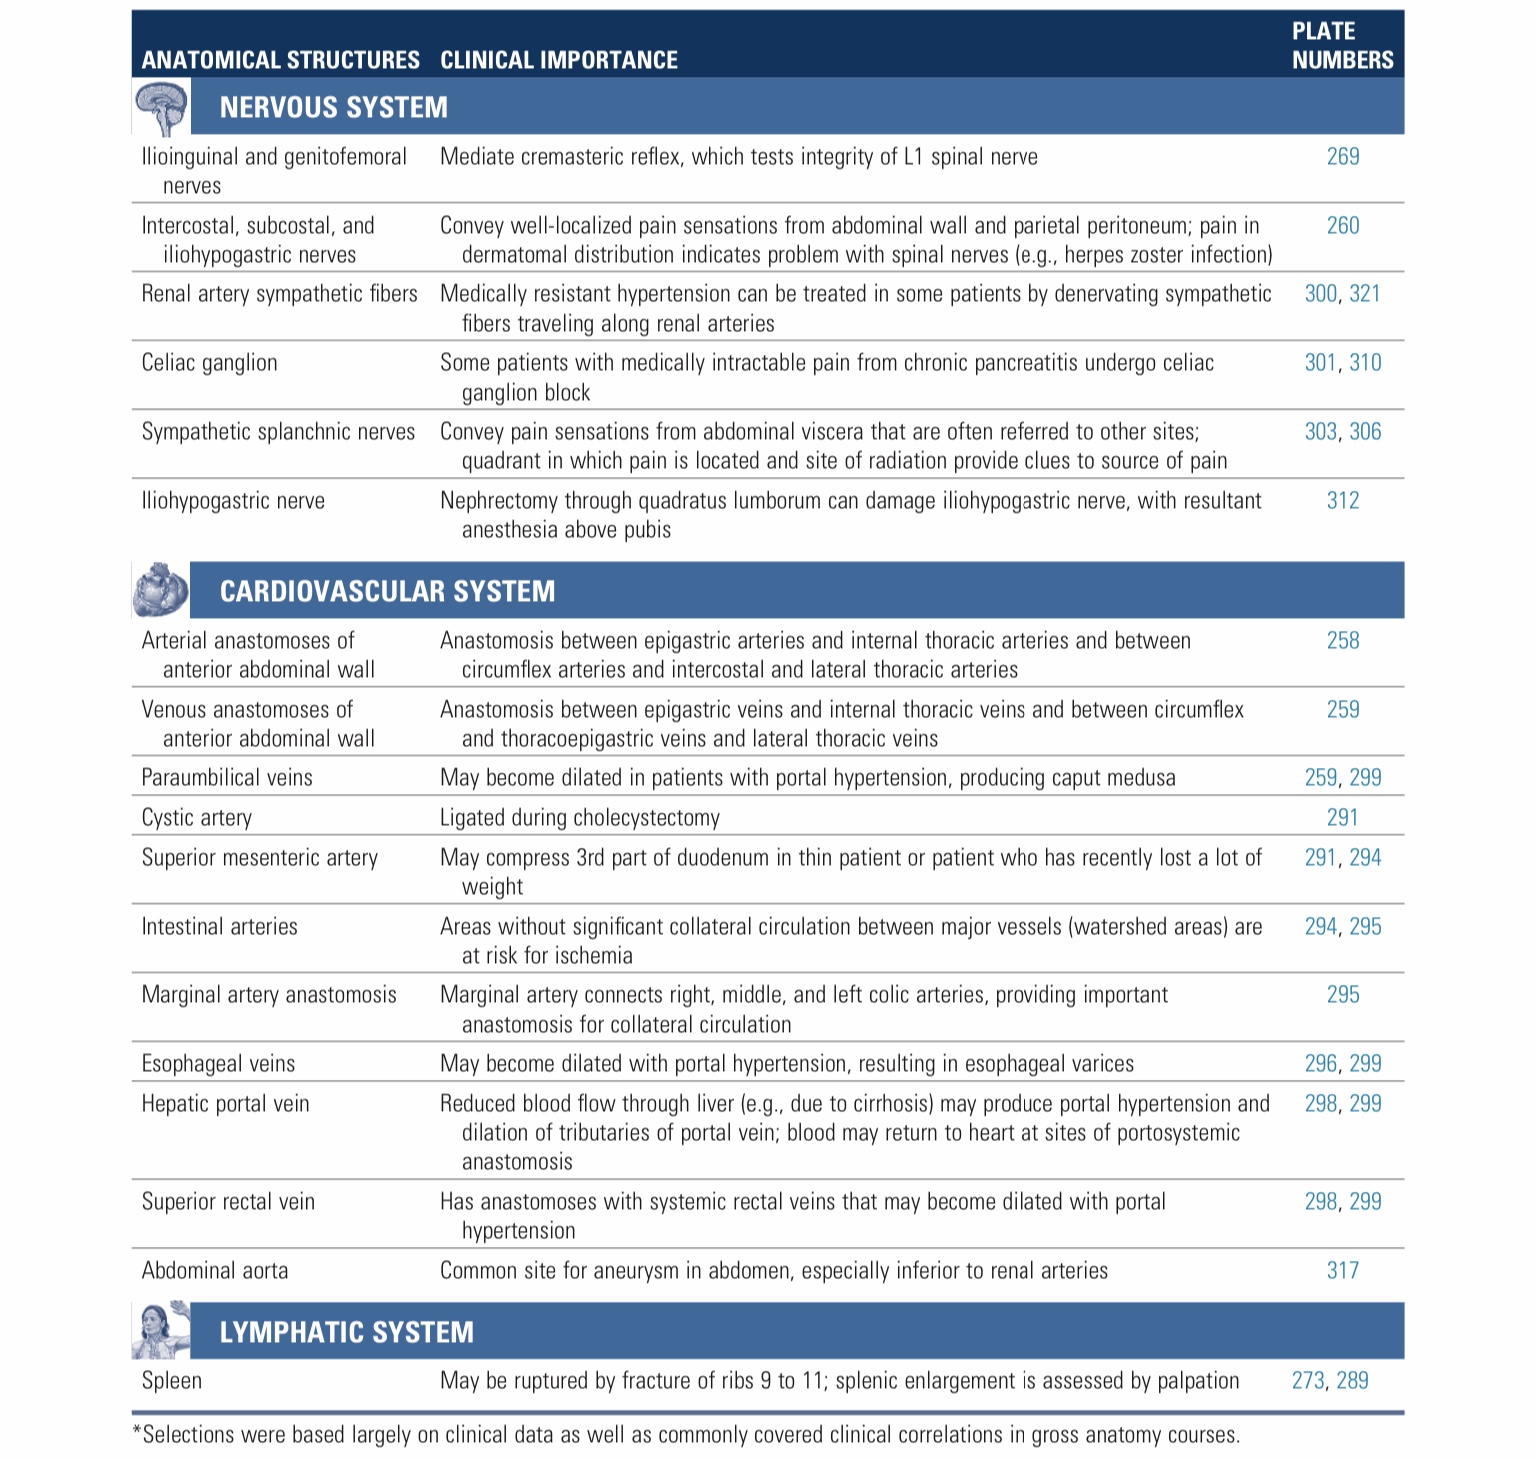 PLATE
ANATOMICAL STRUCTURES CLINICAL IMPORTANCE NUMBERS
NERVOUS SYSTEM
Ilioinguinal and genitofemoral Mediate cremasteric reflex, which tests integrity of L1 spinal nerve 269
nerves
Intercostal, subcostal, and Convey well-localized pain sensations from abdominal wall and parietal peritoneum; pain in 260
iliohypogastric nerves dermatomal distribution indicates problem with spinal nerves (e.g., herpes zoster infection)
Renal artery sympathetic fibers Medically resistant hypertension can be treated in some patients by denervating sympathetic 300, 321
fibers traveling along renal arteries
Celiac ganglion Some patients with medically intractable pain from chronic pancreatitis undergo celiac 301, 310
ganglion block
Sympathetic splanchnic nerves Convey pain sensations from abdominal viscera that are often referred to other sites; 303, 306
quadrant in which pain is located and site of radiation provide clues to source of pain
Iliohypogastric nerve Nephrectomy through quadratus lumborum can damage iliohypogastric nerve, with resultant 312
anesthesia above pubis
CARDIOVASCULAR SYSTEM
Arterial anastomoses of Anastomosis between epigastric arteries and internal thoracic arteries and between 258
anterior abdominal wall circumflex arteries and intercostal and lateral thoracic arteries
Venous anastomoses of Anastomosis between epigastric veins and internal thoracic veins and between circumflex 259
anterior abdominal wall and thoracoepigastric veins and lateral thoracic veins
Paraumbilical veins May become dilated in patients with portal hypertension, producing caput medusa 259, 299
Cystic artery Ligated during cholecystectomy 291
Superior mesenteric artery May compress 3rd part of duodenum in thin patient or patient who has recently lost a lot of 291, 294
weight
Intestinal arteries Areas without significant collateral circulation between major vessels (watershed areas) are 294, 295
at risk for ischemia
Marginal artery anastomosis Marginal artery connects right, middle, and left colic arteries, providing important 295
anastomosis for collateral circulation
Esophageal veins May become dilated with portal hypertension, resulting in esophageal varices 296, 299
Hepatic portal vein Reduced blood flow through liver (e.g., due to cirrhosis) may produce portal hypertension and 298, 299
dilation of tributaries of portal vein; blood may return to heart at sites of portosystemic
anastomosis
Superior rectal vein Has anastomoses with systemic rectal veins that may become dilated with portal 298, 299
hypertension
Abdominal aorta Common site for aneurysm in abdomen, especially inferior to renal arteries 317
LYMPHATIC SYSTEM
Spleen May be ruptured by fracture of ribs 9 to 11; splenic enlargement is assessed by palpation 273, 289
*Selections were based largely on clinical data as well as commonly covered clinical correlations in gross anatomy courses.